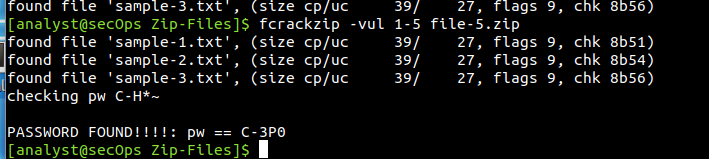 found file 'sample-3.txt', (size cp/uc     39/    27, flags 9, chk 8b56)
[analyst@secOps Zip-Files]$ fcrackzip -vul 1-5 file-5.zip
found file 'sample-1.txt', (size cp/uc     39/    27, flags 9, chk 8b51)
found file 'sample-2.txt', (size cp/uc     39/    27, flags 9, chk 8b54)
found file 'sample-3.txt', (size cp/uc     39/    27, flags 9, chk 8b56)
checking pw C-H*~
PASSWORD FOUND!!!!: pw == C-3P0
[analyst@secOps Zip-Files]$